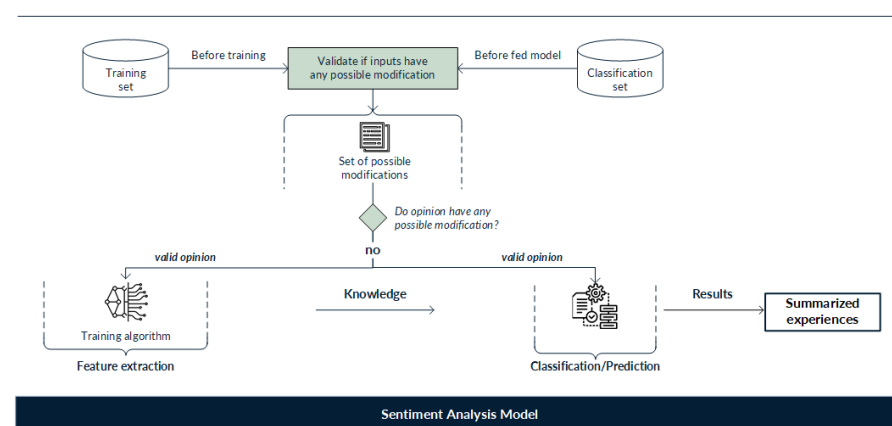 Before training
Validate if inputs have
any possible modification
Before fed model
Training
set
Classification
set
Set of possible
modifications
Do opinion have any
possible modification?
no
valid opinion
valid opinion
Knowledge
Results
Summarized
experiences
Training algorithm
Feature extraction
Classification/Prediction
Sentiment Analysis Model